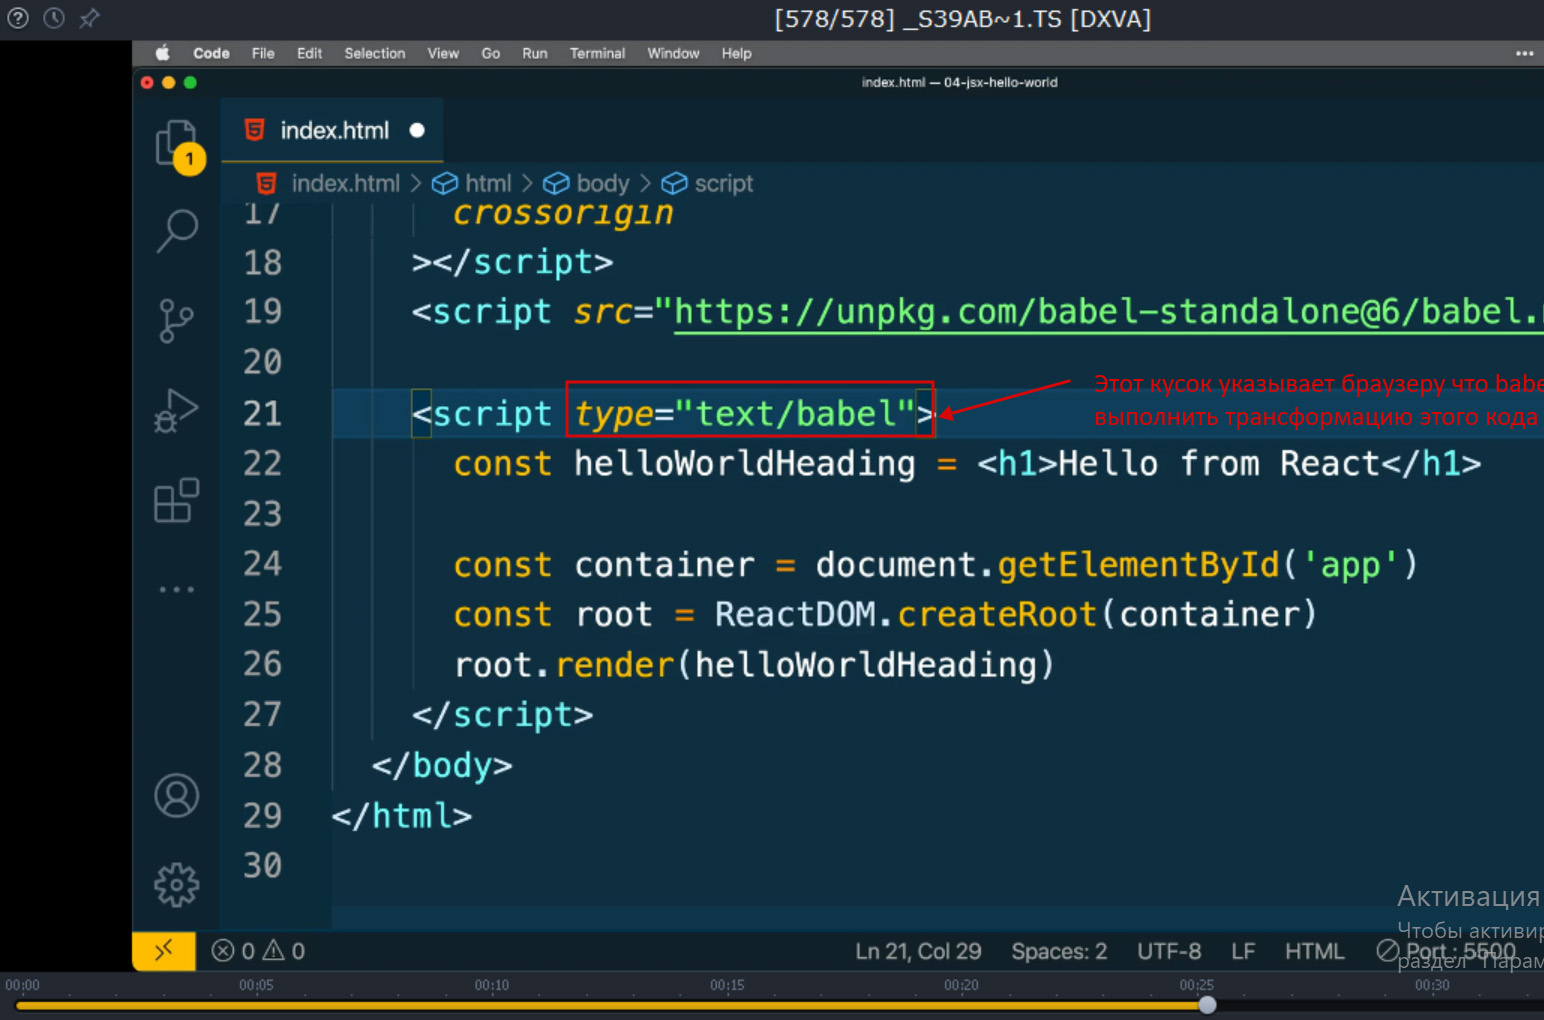 [578/578] _S39AB~1.TS [DXVA]
Code File Edit Selection View Go Run Terminal Window Help
index.html — 04-jsx-hello-world
index.html
1
index.html > html > body > script
17 crossorigin
18 ></script>
19 <script src="https://unpkg.com/babel-standalone@6/babel.
20
21 <script type="text/babel">
Этот кусок указывает браузеру что babe
выполнить трансформацию этого кода
22 const helloWorldHeading = <h1>Hello from React</h1>
23
24 const container = document.getElementById('app')
25 const root = ReactDOM.createRoot(container)
26 root.render(helloWorldHeading)
27 </script>
28 </body>
29 </html>
30
Активация
Чтобы активир
раздел "Парам
0 0 Ln 21, Col 29 Spaces: 2 UTF-8 LF HTML Port : 5500
00:00 00:05 00:10 00:15 00:20 00:25 00:30